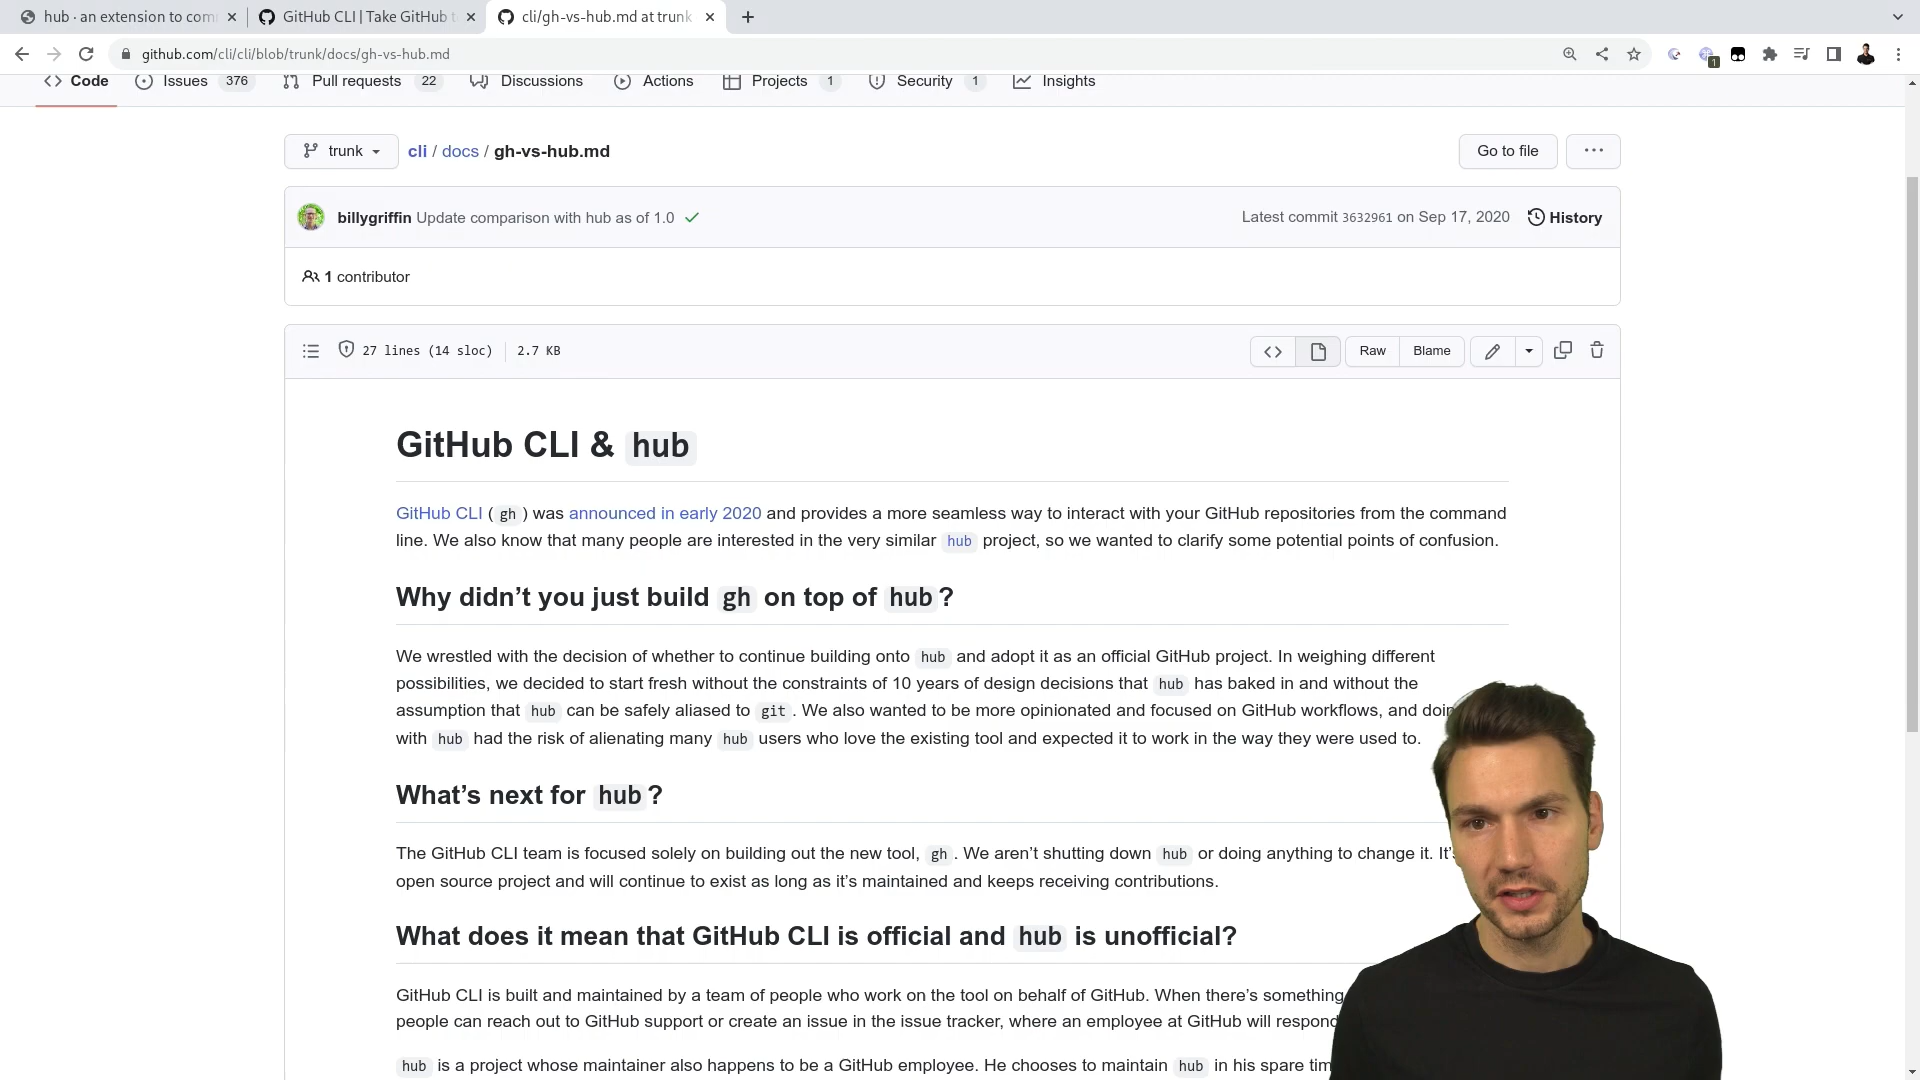 hub · an extension to com
GitHub CLI | Take GitHub t
cli/gh-vs-hub.md at trunk
github.com/cli/cli/blob/trunk/docs/gh-vs-hub.md
1
Code
Issues 376
Pull requests 22
Discussions
Actions
Projects 1
Security 1
Insights
trunk
cli / docs / gh-vs-hub.md
Go to file
billygriffin Update comparison with hub as of 1.0
Latest commit 3632961 on Sep 17, 2020
History
1 contributor
27 lines (14 sloc)
2.7 KB
Raw
Blame
GitHub CLI & hub
GitHub CLI ( gh ) was announced in early 2020 and provides a more seamless way to interact with your GitHub repositories from the command
line. We also know that many people are interested in the very similar hub project, so we wanted to clarify some potential points of confusion.
Why didn’t you just build gh on top of hub ?
We wrestled with the decision of whether to continue building onto hub and adopt it as an official GitHub project. In weighing different
possibilities, we decided to start fresh without the constraints of 10 years of design decisions that hub has baked in and without the
assumption that hub can be safely aliased to git . We also wanted to be more opinionated and focused on GitHub workflows, and doin
with hub had the risk of alienating many hub users who love the existing tool and expected it to work in the way they were used to.
What’s next for hub ?
The GitHub CLI team is focused solely on building out the new tool, gh . We aren’t shutting down hub or doing anything to change it. It’s
open source project and will continue to exist as long as it’s maintained and keeps receiving contributions.
What does it mean that GitHub CLI is official and hub is unofficial?
GitHub CLI is built and maintained by a team of people who work on the tool on behalf of GitHub. When there’s something
people can reach out to GitHub support or create an issue in the issue tracker, where an employee at GitHub will respond
hub is a project whose maintainer also happens to be a GitHub employee. He chooses to maintain hub in his spare tim